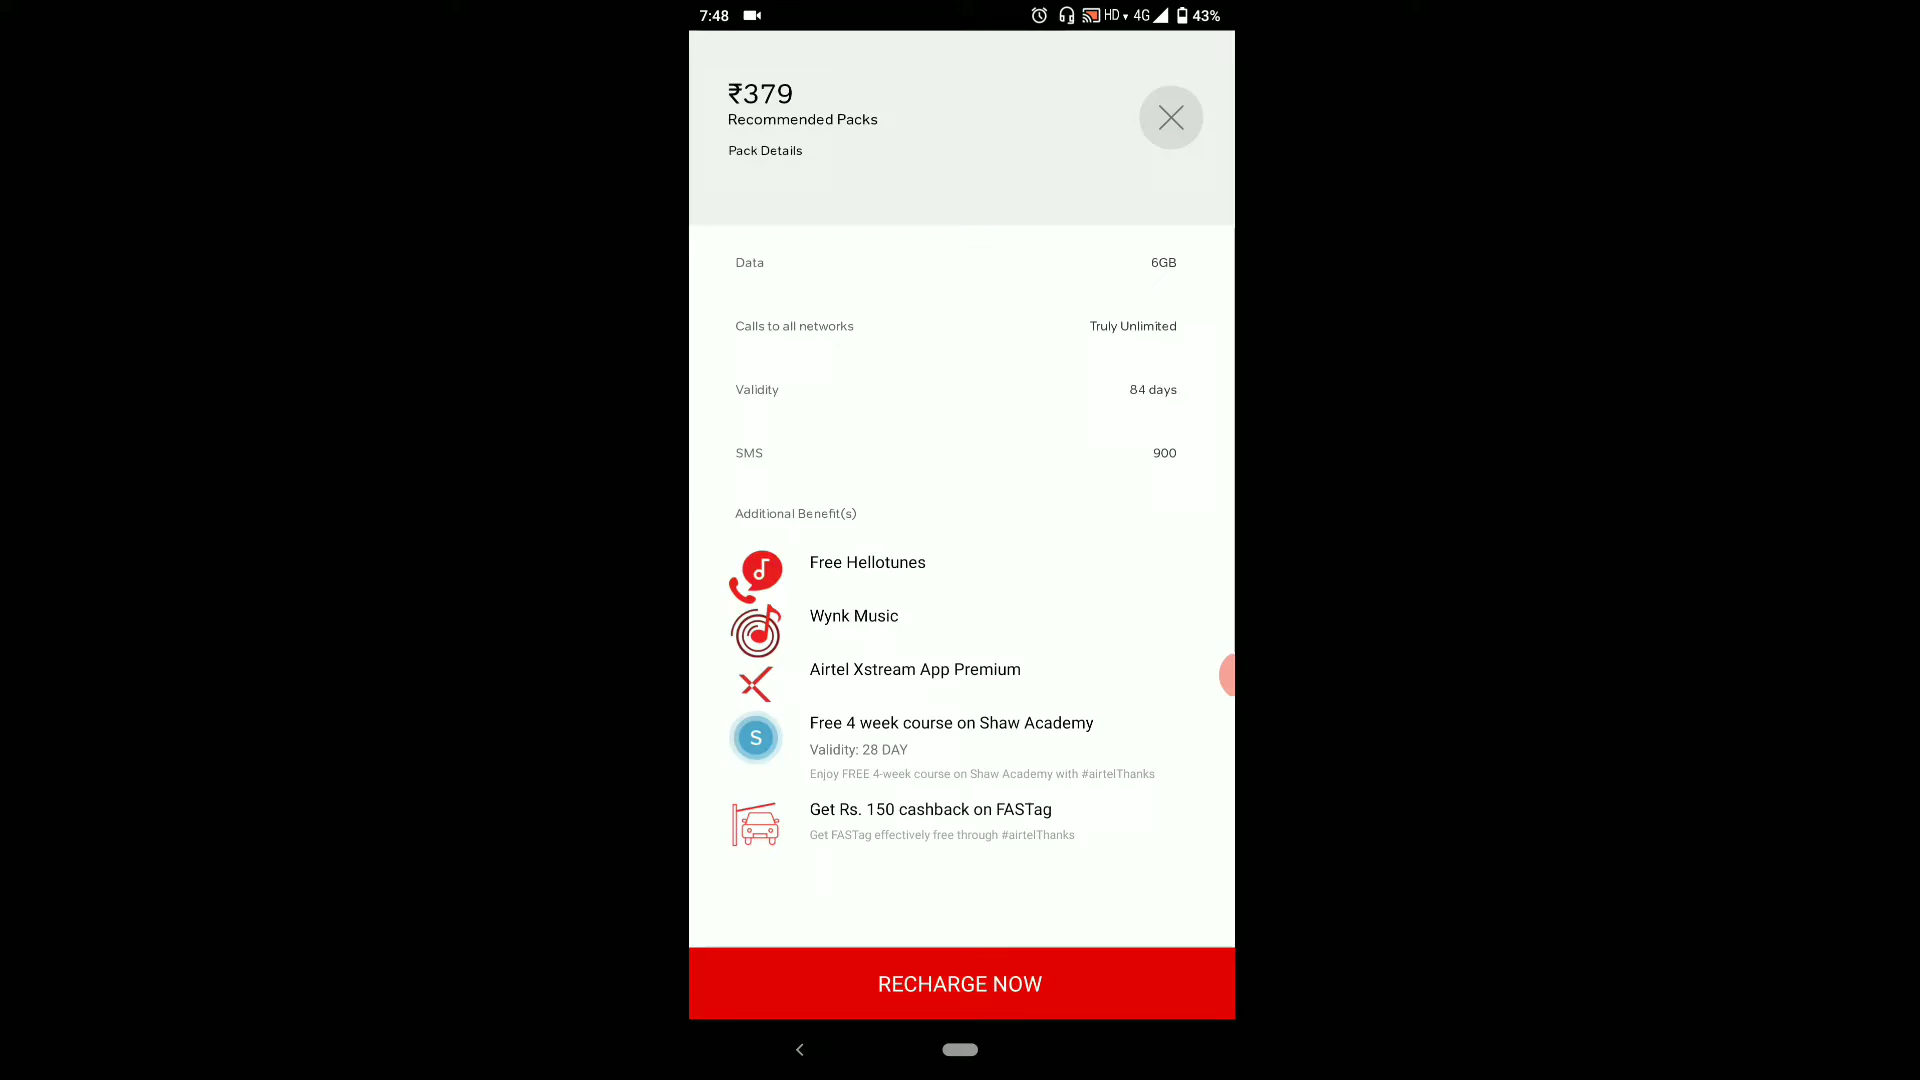 7:48 HD 4G 43%
₹379
Recommended Packs
Pack Details
Data 6GB
Calls to all networks Truly Unlimited
Validity 84 days
SMS 900
Additional Benefit(s)
Free Hellotunes
Wynk Music
Airtel Xstream App Premium
S
Free 4 week course on Shaw Academy
Validity: 28 DAY
Enjoy FREE 4-week course on Shaw Academy with #airtelThanks
Get Rs. 150 cashback on FASTag
Get FASTag effectively free through #airtelThanks
RECHARGE NOW